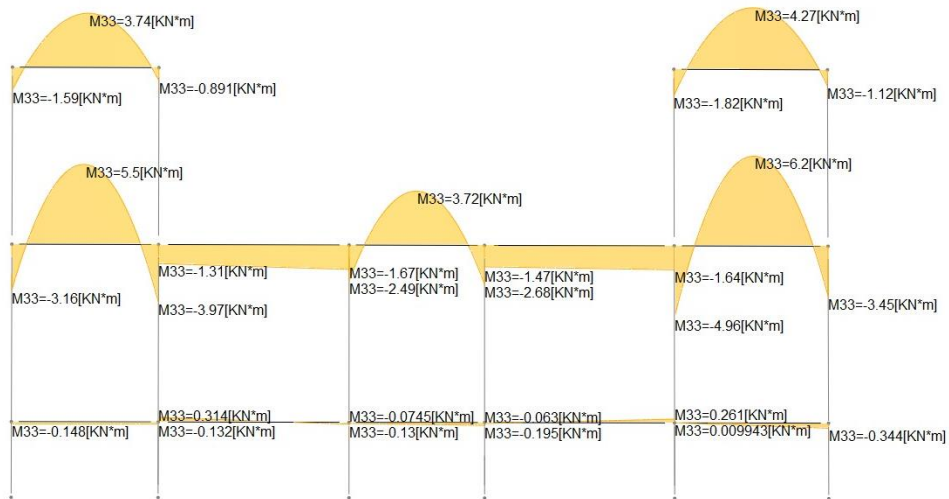 M33=3.74[KN*m]
M33=4.27[KN*m]
M33=-1.59[KN*m]
M33=-0.891[KN*m]
M33=-1.82[KN*m]
M33=-1.12[KN*m]
M33=5.5[KN*m]
M33=6.2[KN*m]
M33=3.72[KN*m]
M33=-1.31[KN*m]
M33=-1.67[KN*m]
M33=-1.47[KN*m]
M33=-1.64[KN*m]
M33=-3.16[KN*m]
M33=-2.49[KN*m]
M33=-2.68[KN*m]
M33=-3.97[KN*m]
M33=-3.45[KN*m]
M33=-4.96[KN*m]
M33=0.314[KN*m]
M33=-0.0745[KN*m]
M33=-0.063[KN*m]
M33=0.261[KN*m]
M33=-0.148[KN*m]
M33=-0.132[KN*m]
M33=-0.13[KN*m]
M33=-0.195[KN*m]
M33=0.009943[KN*m]
M33=-0.344[KN*m]